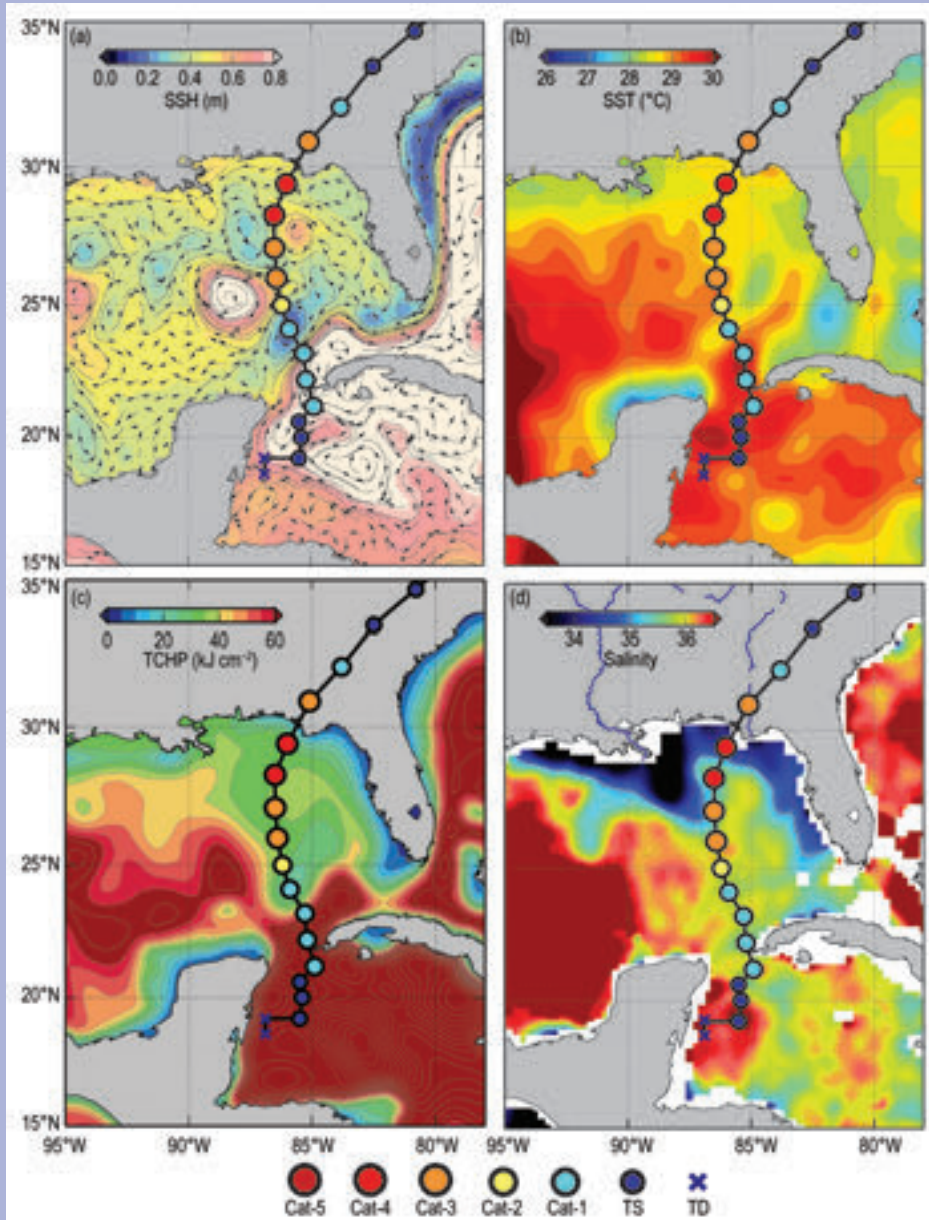 35°N
(a)
0.0 0.2 0.4 0.6 0.8
SSH (m)
(b)
26 27 28 29 30
SST (°C)
30°N
25°N
20°N
15°N
35°N
(c)
0 20 40 60
TCHP (kJ cm⁻²)
(d)
34 35 36
Salinity
30°N
25°N
20°N
15°N
95°W 90°W 85°W 80°W 95°W 90°W 85°W 80°W
Cat-5 Cat-4 Cat-3 Cat-2 Cat-1 TS TD